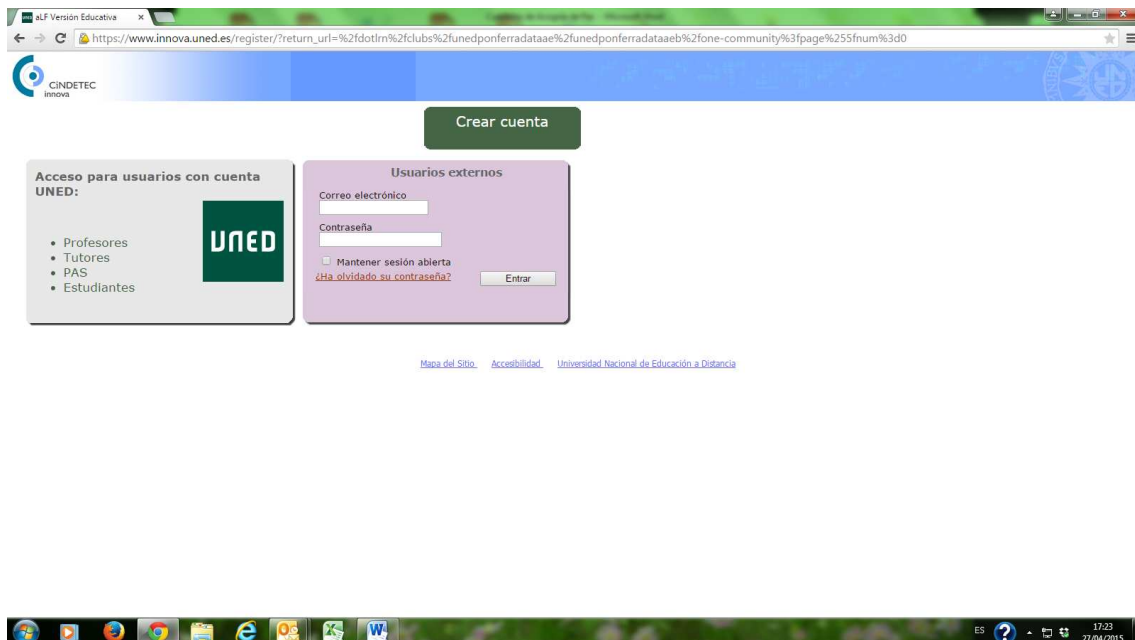 aLF Versión Educativa
https://www.innova.uned.es/register/?return_url=%2fdotlrn%2fclubs%2funedponferradataae%2funedponferradataaeb%2fone-community%3fpage%255fnum%3d0
CiNDETEC
innova
Crear cuenta
Acceso para usuarios con cuenta
UNED:
UNED
• Profesores
• Tutores
• PAS
• Estudiantes
Usuarios externos
Correo electrónico
Contraseña
Mantener sesión abierta
¿Ha olvidado su contraseña?
Entrar
Mapa del Sitio Accesibilidad Universidad Nacional de Educación a Distancia
ES
17:23
27/04/2015